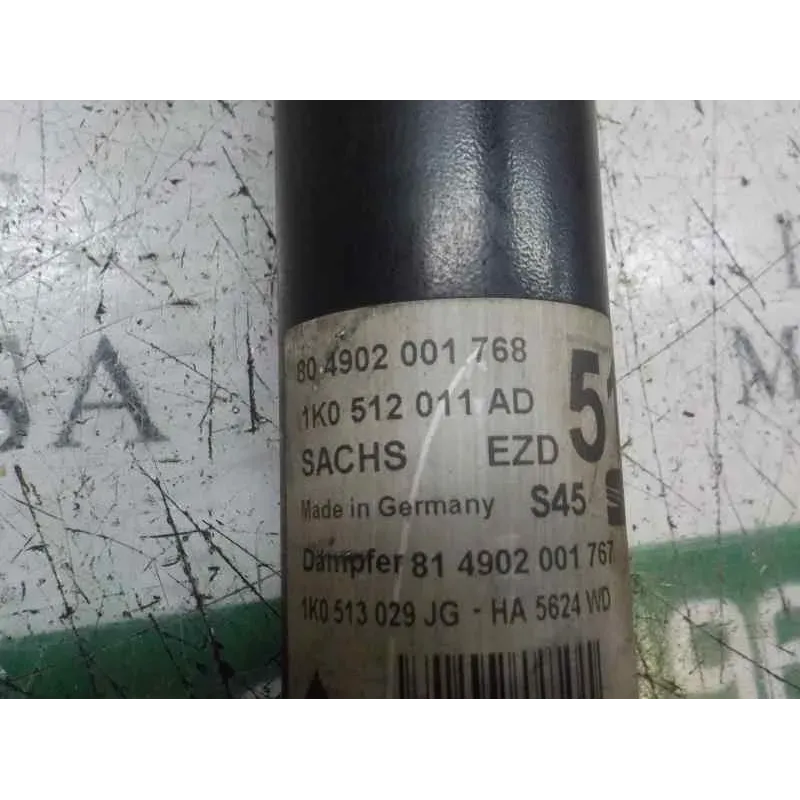 80 4902 001 768
1K0 512 011 AD
SACHS EZD
Made in Germany S45
Dämpfer 81 4902 001 767
1K0 513 029 JG - HA 5624 WD